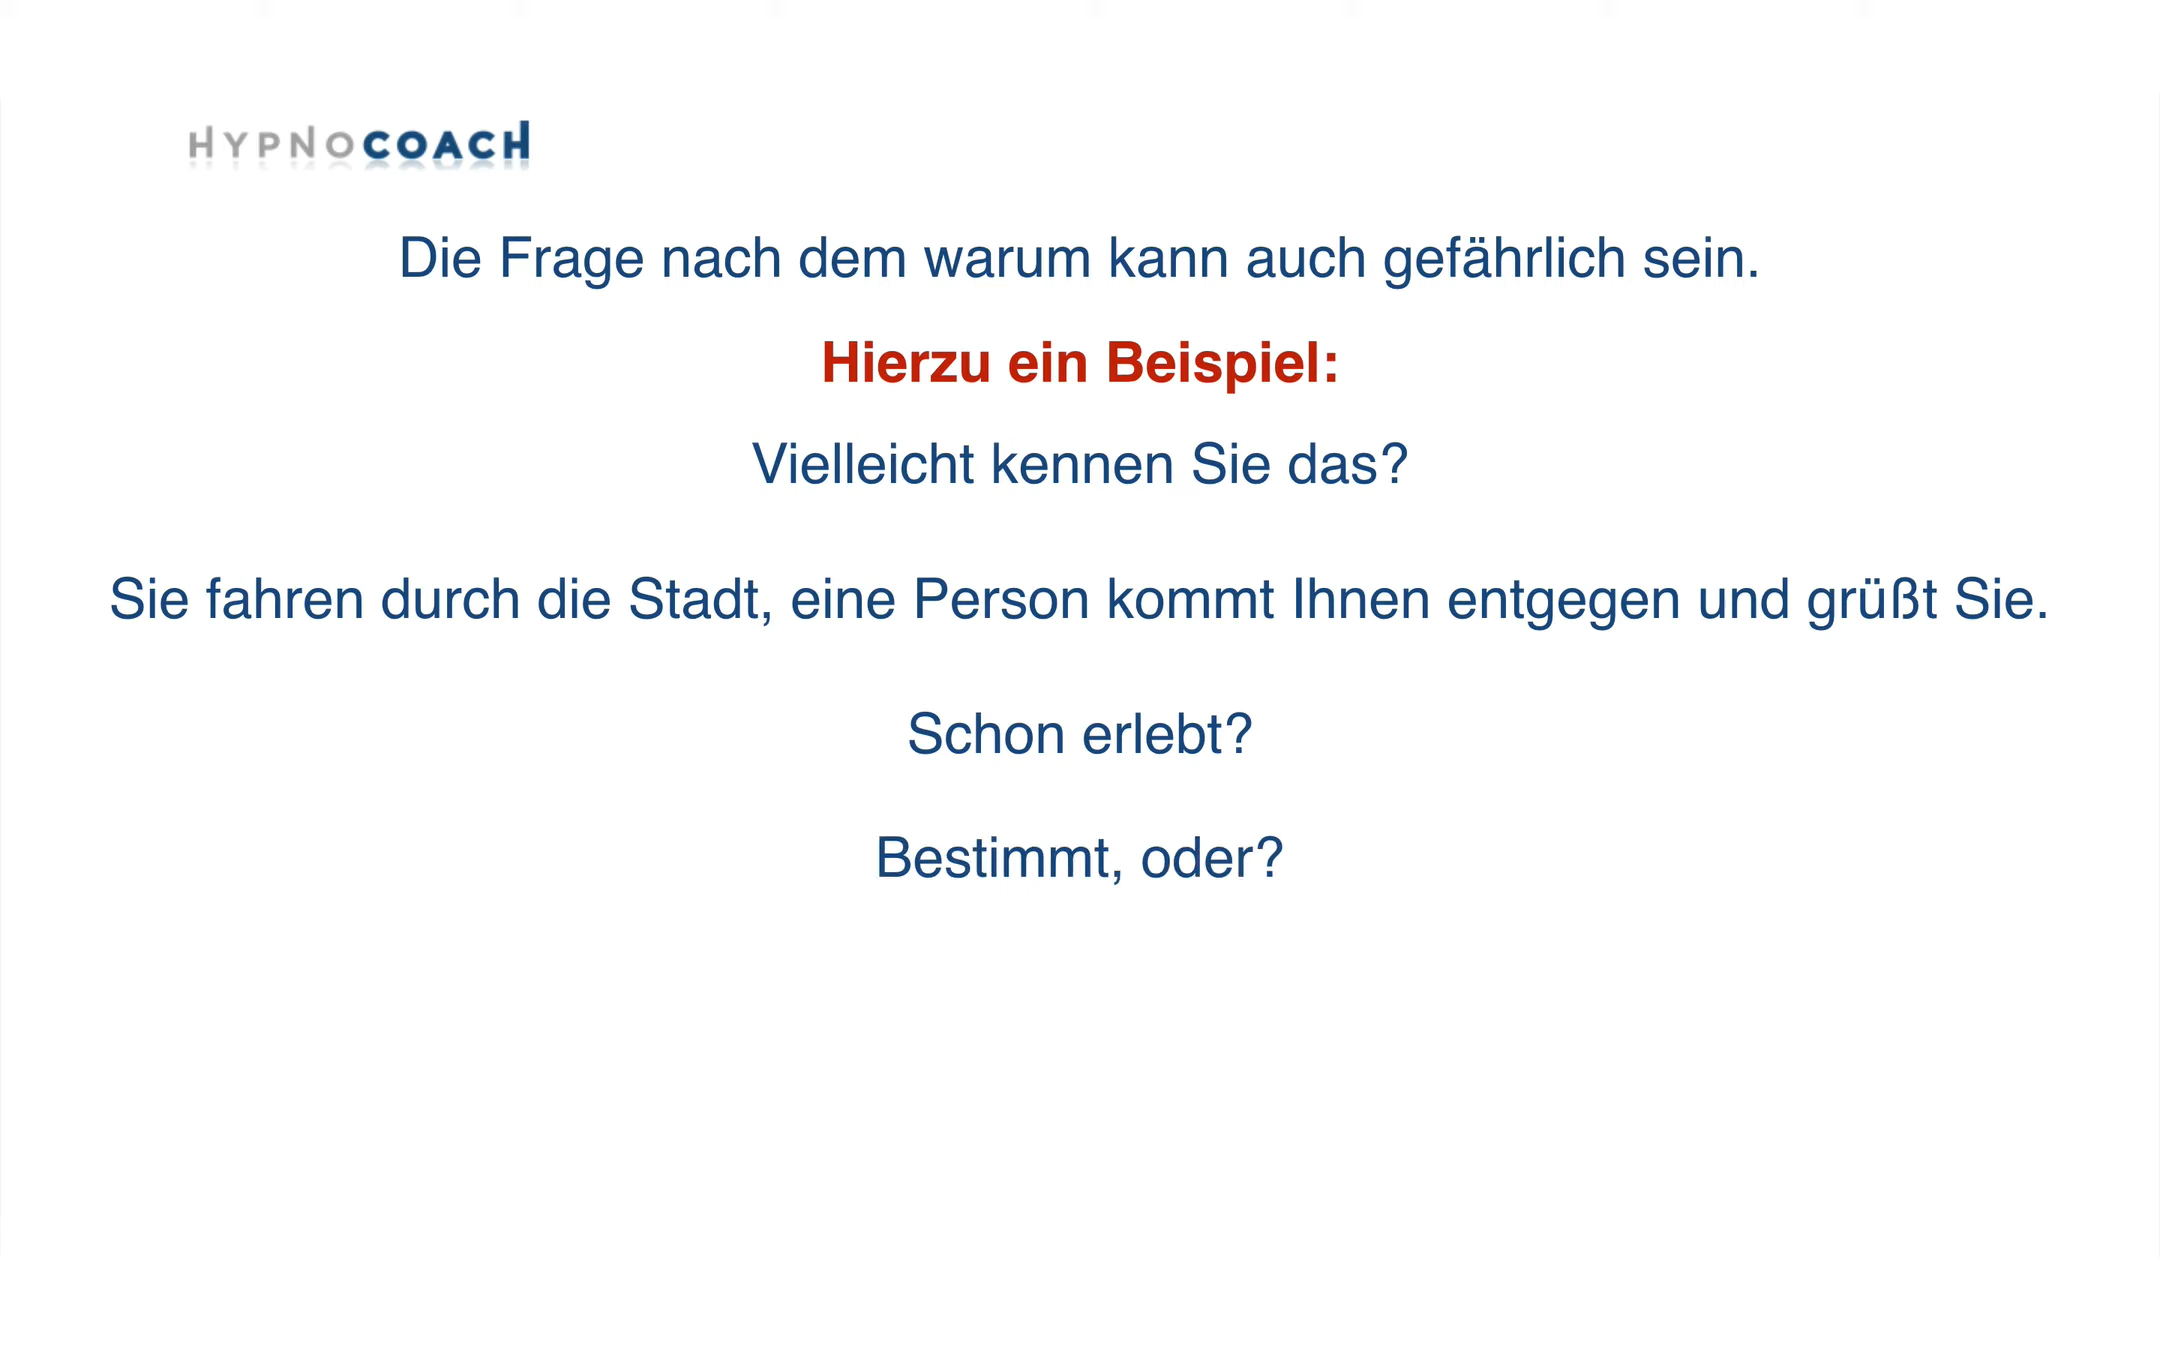 HYPNOCOACH
Die Frage nach dem warum kann auch gefährlich sein.
Hierzu ein Beispiel:
Vielleicht kennen Sie das?
Sie fahren durch die Stadt, eine Person kommt Ihnen entgegen und grüßt Sie.
Schon erlebt?
Bestimmt, oder?